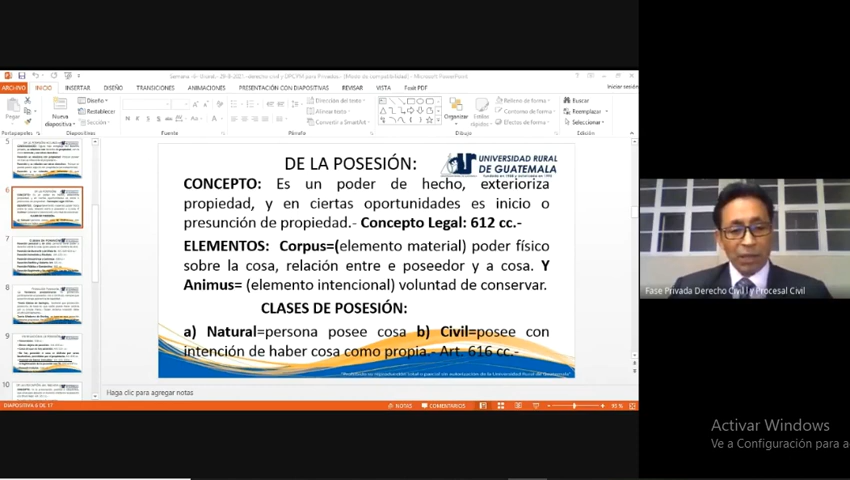 Semana
derecho civil y DPCYM para Privados
[Modo de compatibilidad] - Microsoft PowerPoint
ARCHIVO INICIO INSERTAR DISEÑO TRANSICIONES ANIMACIONES PRESENTACIÓN CON DIAPOSITIVAS REVISAR VISTA Foxit PDF Iniciar sesión
Pegar
Nueva diapositiva
Diseño
Restablecer
Sección
Dirección del texto
Alinear texto
Convertir a SmartArt
Organizar
Estilos rápidos
Relleno de forma
Contorno de forma
Efectos de forma
Buscar
Reemplazar
Seleccionar
Portapapeles Diapositivas Fuente Párrafo Dibujo Edición
5
6
7
8
9
10
DE LA POSESIÓN:
UNIVERSIDAD RURAL
DE GUATEMALA
CONCEPTO: Es un poder de hecho, exterioriza
propiedad, y en ciertas oportunidades es inicio o
presunción de propiedad.- Concepto Legal: 612 cc.-
ELEMENTOS: Corpus=(elemento material) poder físico
sobre la cosa, relación entre e poseedor y a cosa. Y
Animus= (elemento intencional) voluntad de conservar.
CLASES DE POSESIÓN:
a) Natural=persona posee cosa b) Civil=posee con
intención de haber cosa como propia.- Art. 616 cc.-
Haga clic para agregar notas
DIAPOSITIVA 6 DE 17
NOTAS COMENTARIOS
Fase Privada Derecho Civil y Procesal Civil
Activar Windows
Ve a Configuración para a